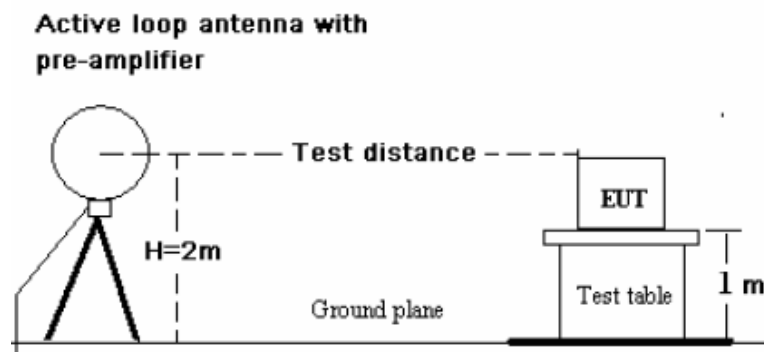 Active loop antenna with
pre-amplifier
Test distance
EUT
H=2m
1 m
Ground plane
Test table